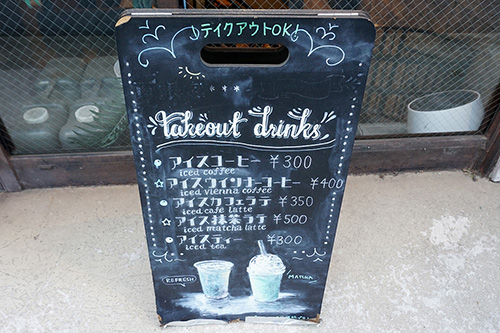 テイクアウトOK!
takeout drinks
アイスコーヒー ¥300
iced coffee
アイスウインナーコーヒー ¥400
iced vienna coffee
アイスカフェラテ ¥350
iced cafe latte
アイス抹茶ラテ ¥500
iced matcha latte
アイスティー ¥300
iced tea
REFRESH
MATCHA